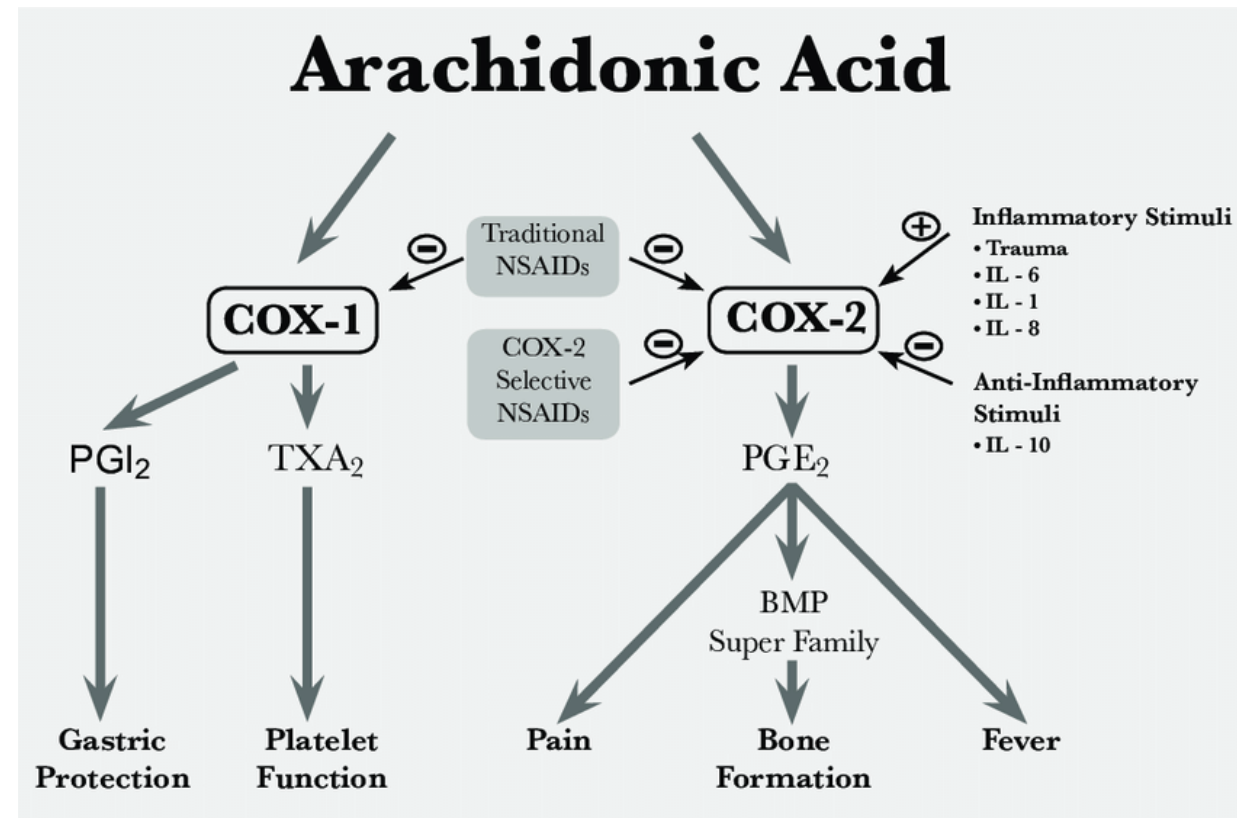 Arachidonic Acid
Traditional
NSAIDs
COX-1
COX-2
COX-2
Selective
NSAIDs
Inflammatory Stimuli
• Trauma
• IL - 6
• IL - 1
• IL - 8
Anti-Inflammatory
Stimuli
• IL - 10
PGI₂
TXA₂
PGE₂
BMP
Super Family
Gastric
Protection
Platelet
Function
Pain
Bone
Formation
Fever